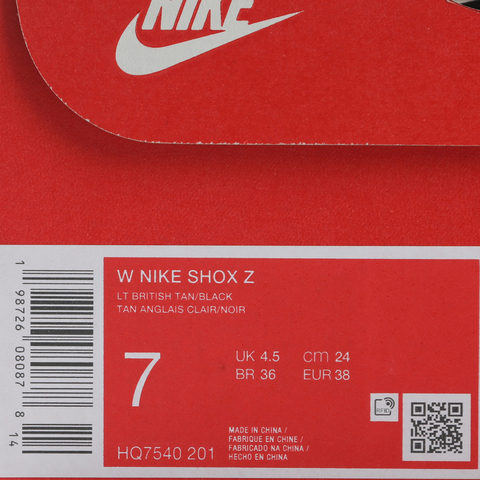 NIKE
W NIKE SHOX Z
LT BRITISH TAN/BLACK
TAN ANGLAIS CLAIR/NOIR
7
UK 4.5 cm 24
BR 36 EUR 38
RFID
HQ7540 201
MADE IN CHINA /
FABRIQUE EN CHINE /
FABRICADO NA CHINA /
HECHO EN CHINA
1 98726 08087 8 14